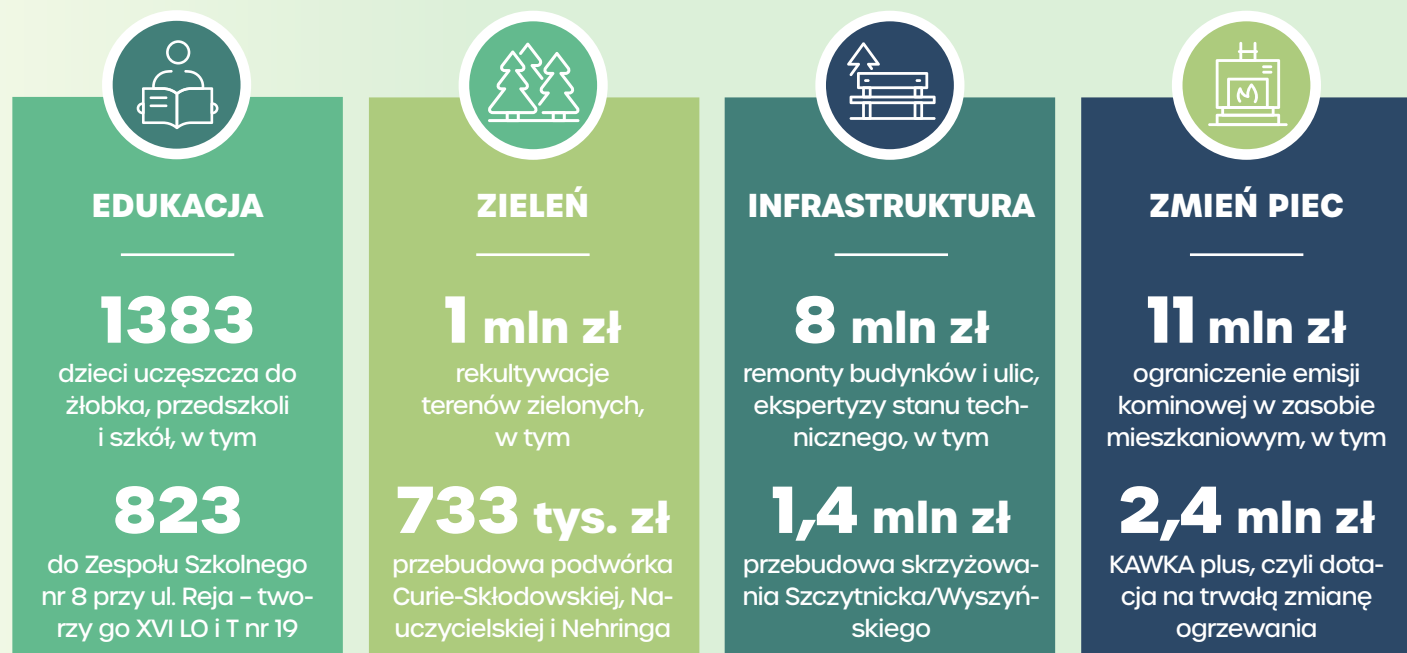 EDUKACJA
1383
dzieci uczęszcza do
żłobka, przedszkoli
i szkół, w tym
823
do Zespołu Szkolnego
nr 8 przy ul. Reja – two-
rzy go XVI LO i T nr 19
ZIELEŃ
1 mln zł
rekultywacje
terenów zielonych,
w tym
733 tys. zł
przebudowa podwórka
Curie-Skłodowskiej, Na-
uczycielskiej i Nehringa
INFRASTRUKTURA
8 mln zł
remonty budynków i ulic,
ekspertyzy stanu tech-
nicznego, w tym
1,4 mln zł
przebudowa skrzyżowa-
nia Szczytnicka/Wyszyń-
skiego
ZMIEŃ PIEC
11 mln zł
ograniczenie emisji
kominowej w zasobie
mieszkaniowym, w tym
2,4 mln zł
KAWKA plus, czyli dota-
cja na trwałą zmianę
ogrzewania